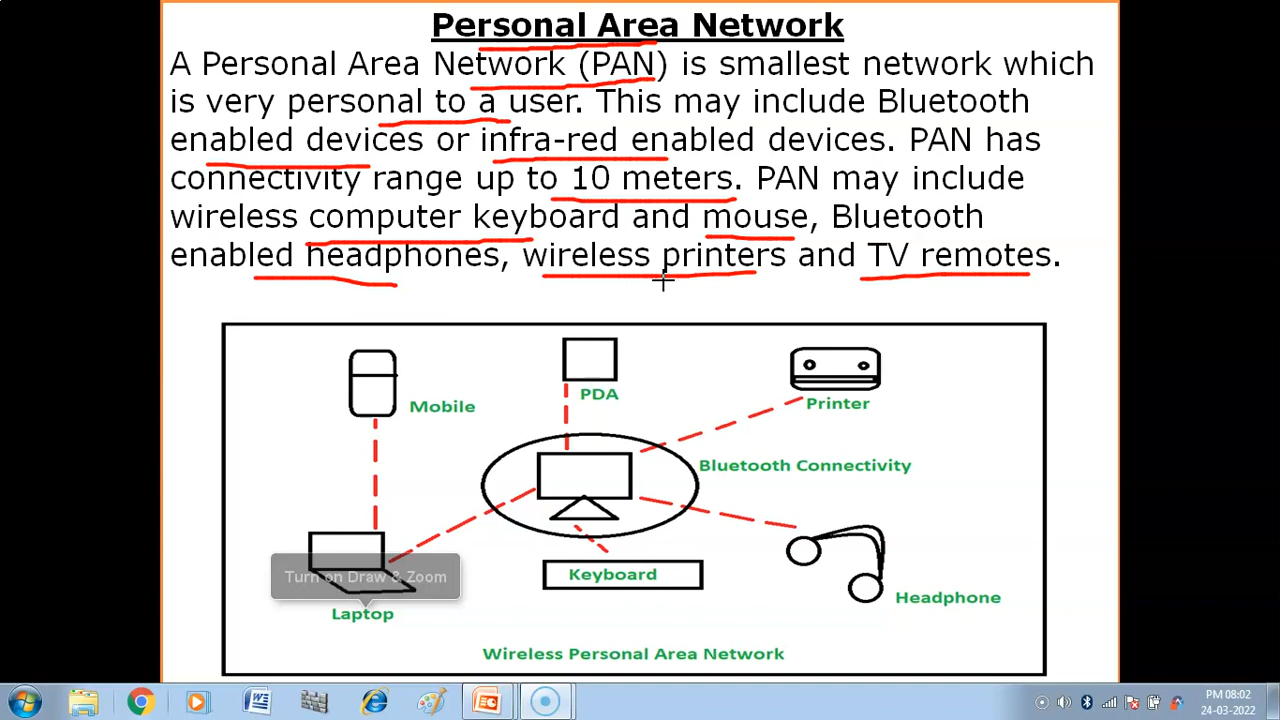 Personal Area Network
A Personal Area Network (PAN) is smallest network which
is very personal to a user. This may include Bluetooth
enabled devices or infra-red enabled devices. PAN has
connectivity range up to 10 meters. PAN may include
wireless computer keyboard and mouse, Bluetooth
enabled headphones, wireless printers and TV remotes.
PDA
Mobile
Printer
Bluetooth Connectivity
Turn on Draw & Zoom
Keyboard
Headphone
Laptop
Wireless Personal Area Network
PM 08:02
24-03-2022